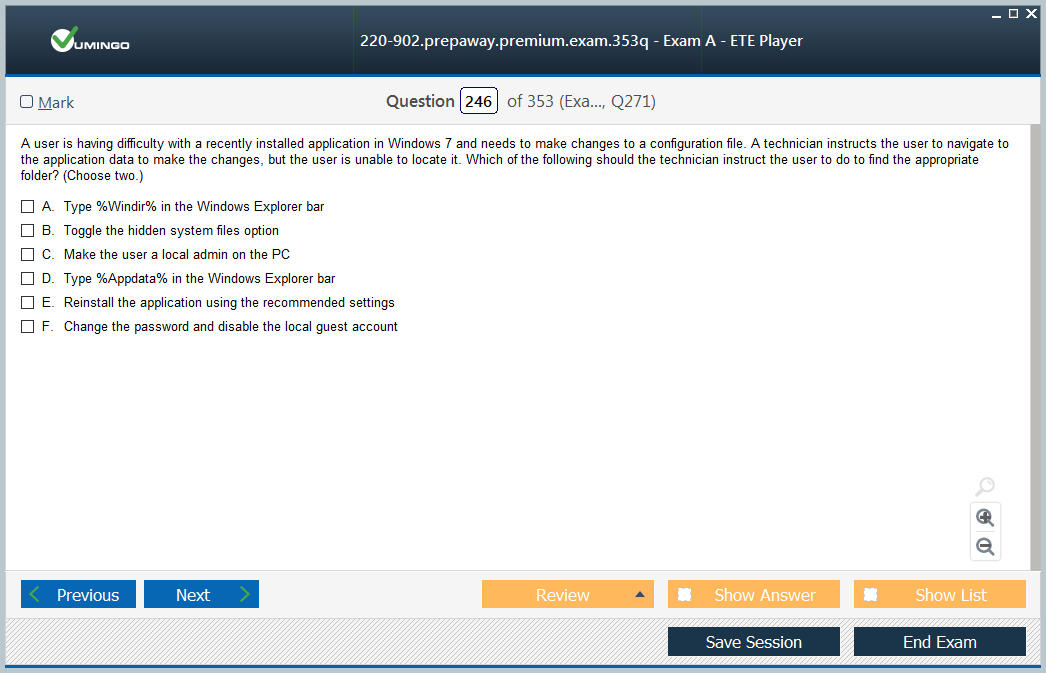 VUMINGO
220-902.prepaway.premium.exam.353q - Exam A - ETE Player
Mark
Question 246 of 353 (Exa..., Q271)
A user is having difficulty with a recently installed application in Windows 7 and needs to make changes to a configuration file. A technician instructs the user to navigate to
the application data to make the changes, but the user is unable to locate it. Which of the following should the technician instruct the user to do to find the appropriate
folder? (Choose two.)
A. Type %Windir% in the Windows Explorer bar
B. Toggle the hidden system files option
C. Make the user a local admin on the PC
D. Type %Appdata% in the Windows Explorer bar
E. Reinstall the application using the recommended settings
F. Change the password and disable the local guest account
Previous Next Review Show Answer Show List
Save Session End Exam